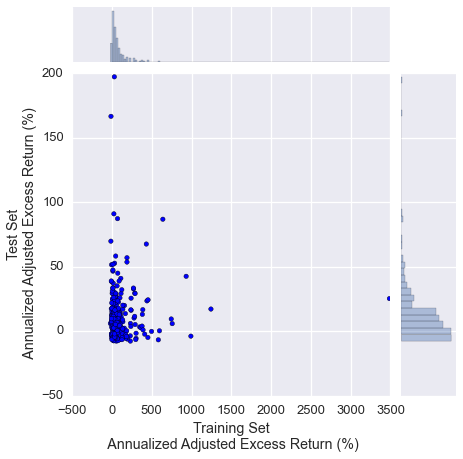 200
150
100
50
0
−50
Test Set
Annualized Adjusted Excess Return (%)
−500 0 500 1000 1500 2000 2500 3000 3500
Training Set
Annualized Adjusted Excess Return (%)